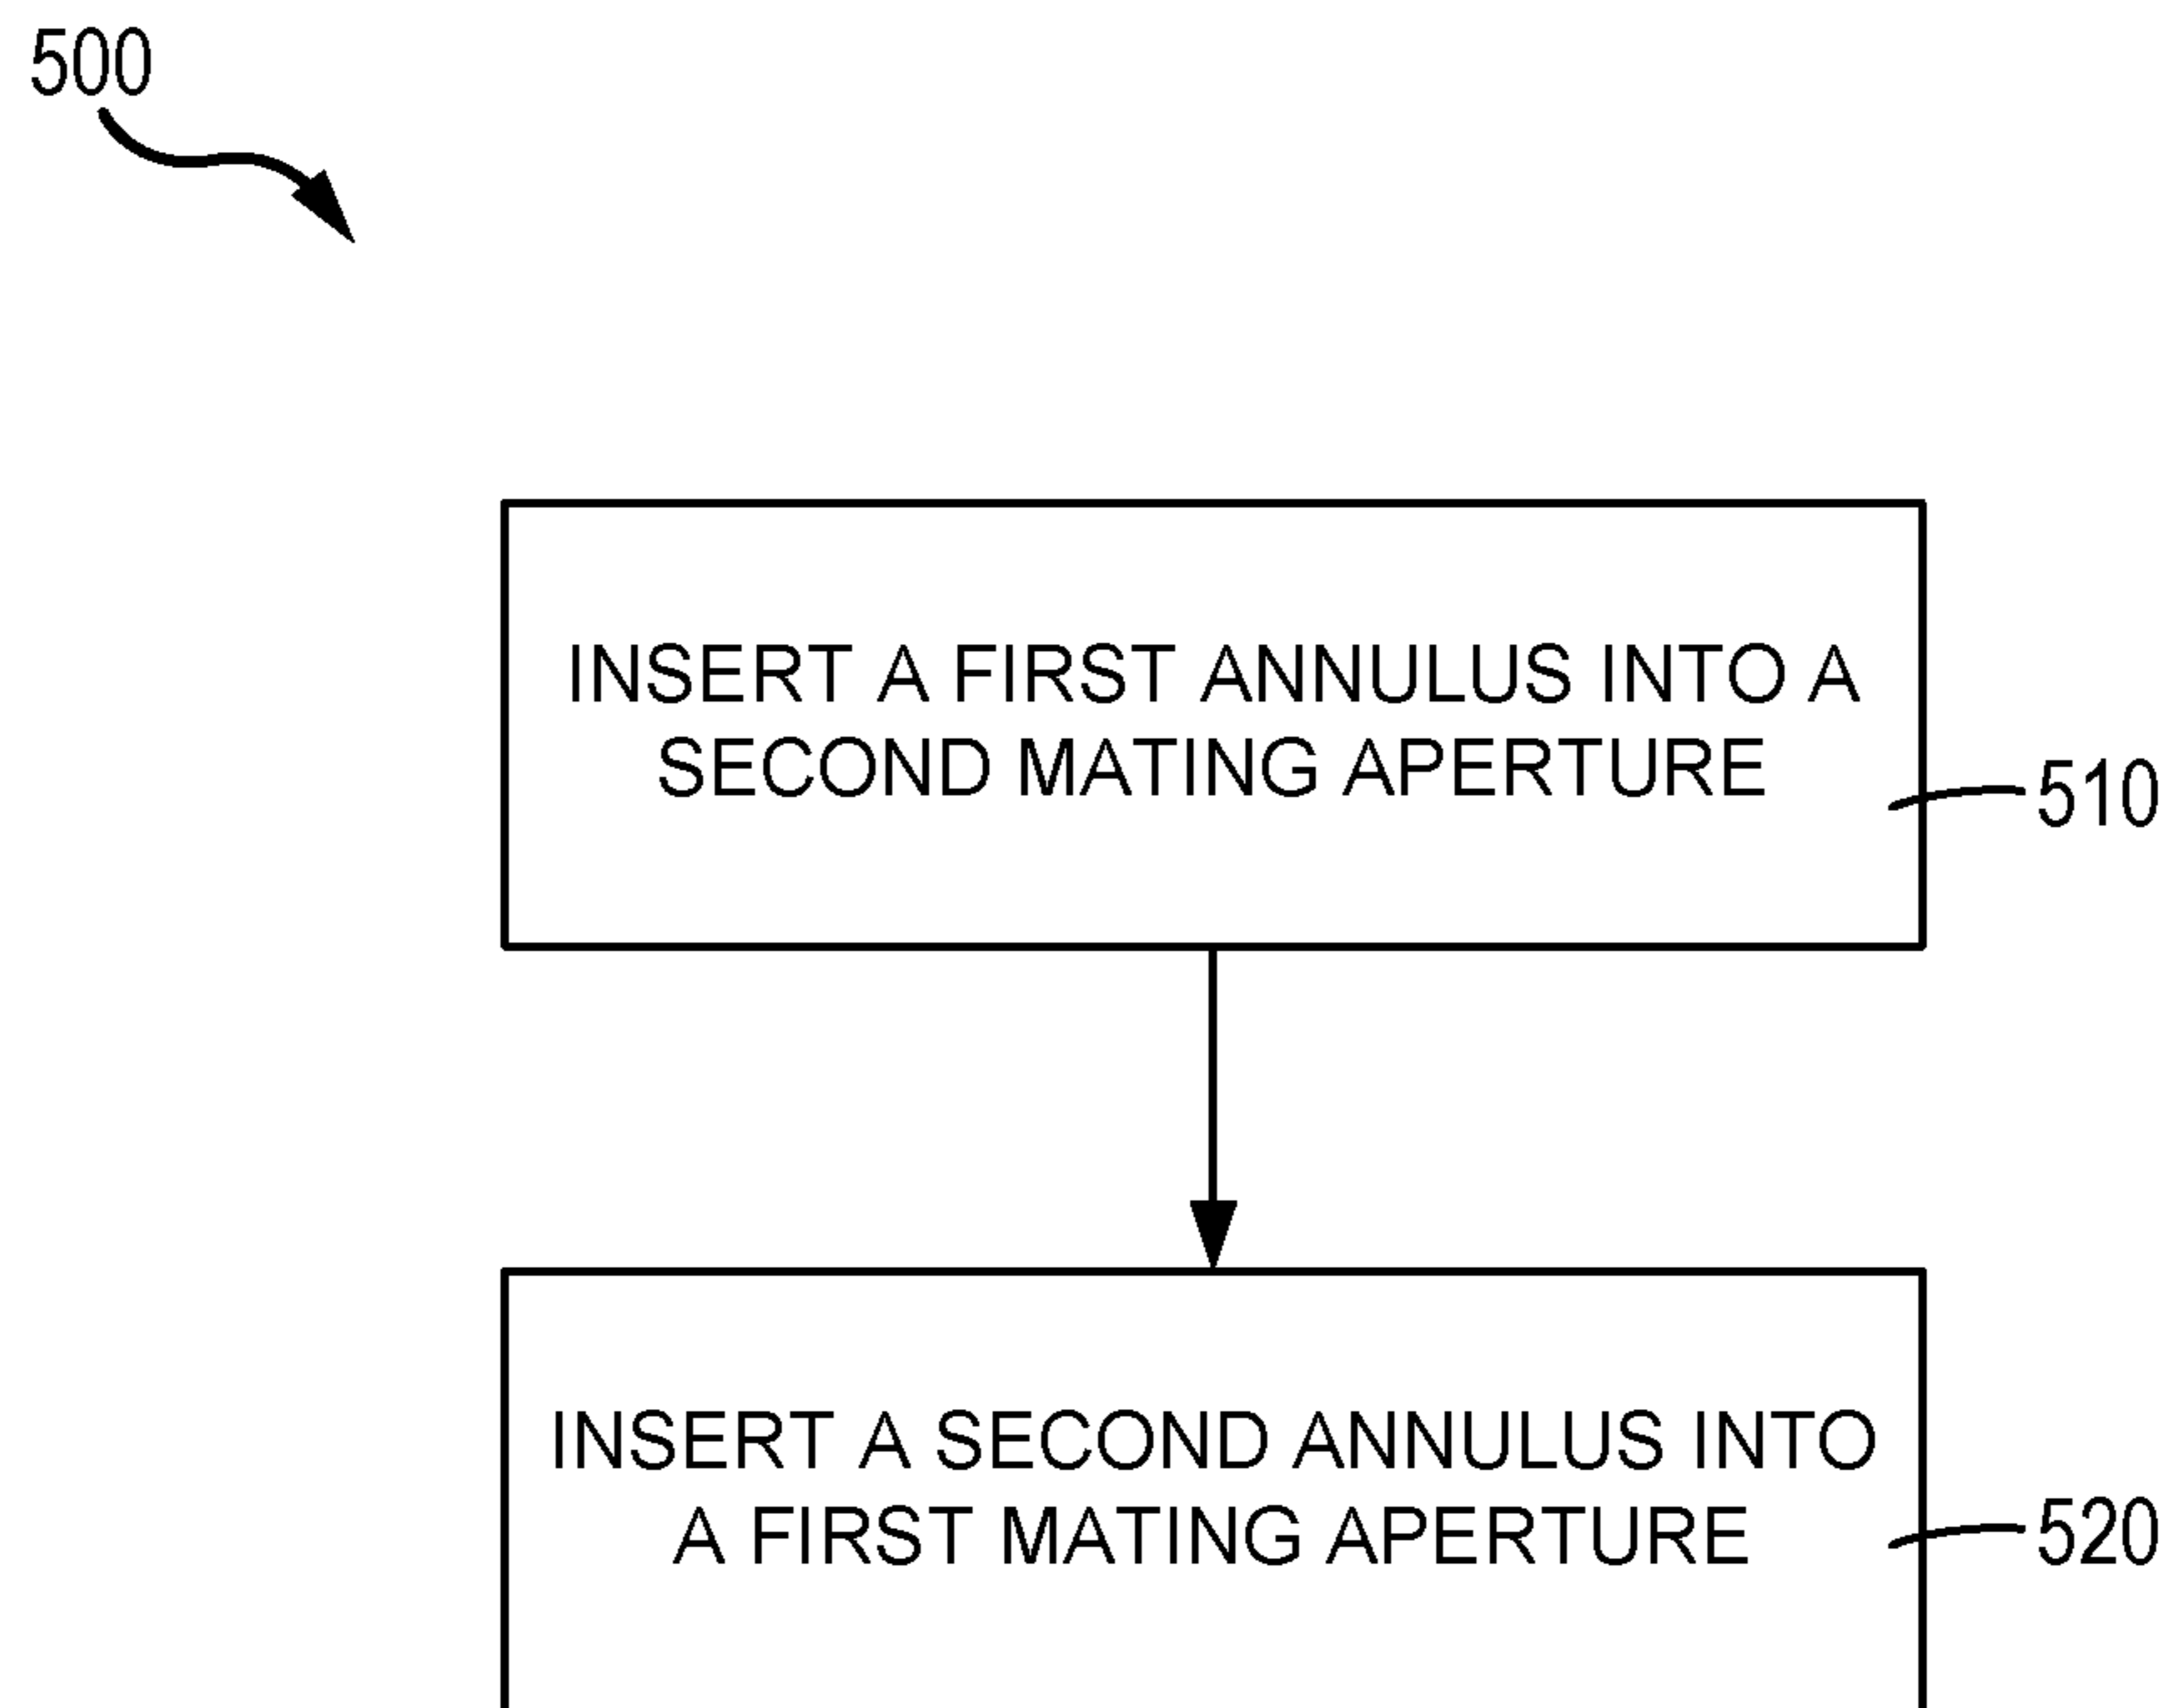 500
INSERT A FIRST ANNULUS INTO A
SECOND MATING APERTURE
510
INSERT A SECOND ANNULUS INTO
A FIRST MATING APERTURE
520